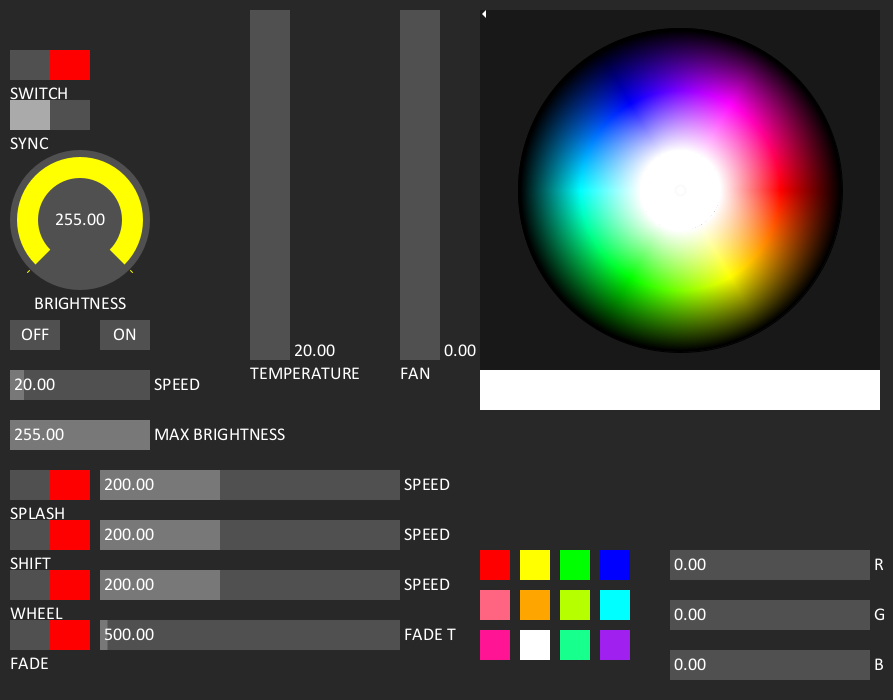 SWITCH
SYNC
255.00
BRIGHTNESS
OFF ON
20.00 SPEED
255.00 MAX BRIGHTNESS
20.00
TEMPERATURE
0.00
FAN
200.00 SPEED
SPLASH
200.00 SPEED
SHIFT
200.00 SPEED
WHEEL
500.00 FADE T
FADE
0.00 R
0.00 G
0.00 B